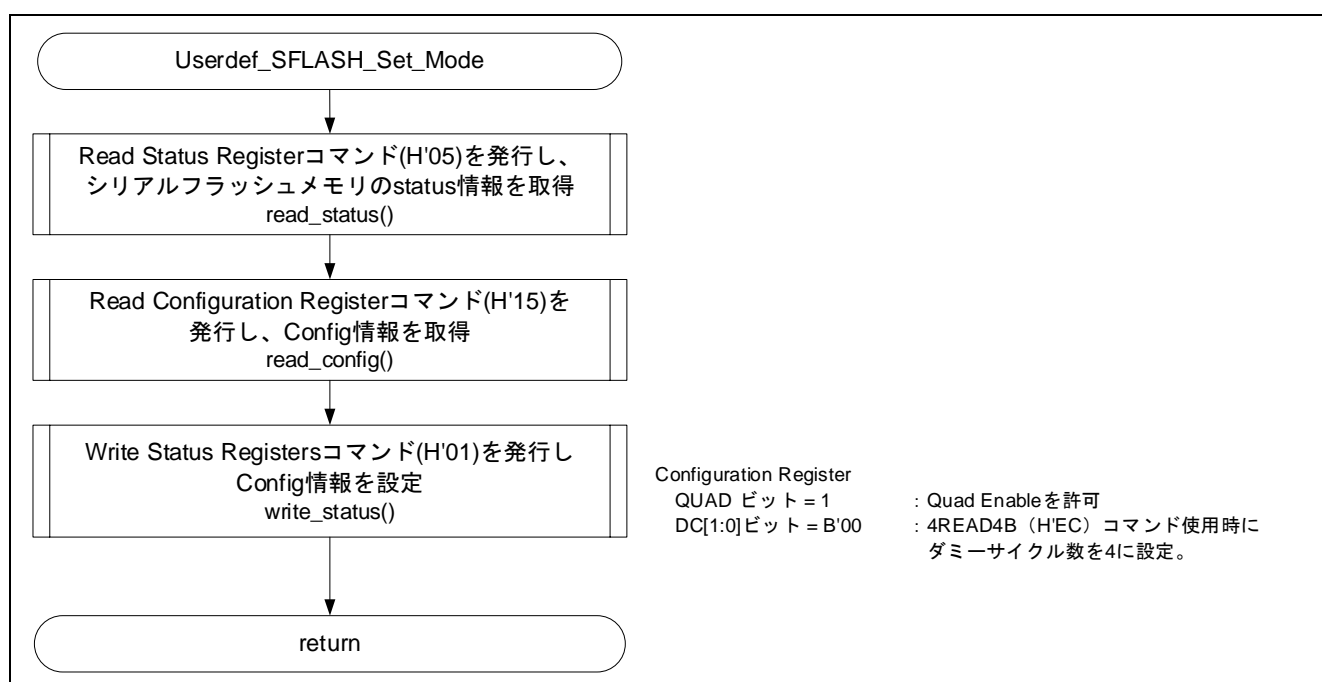 Userdef_SFLASH_Set_Mode
Read Status Registerコマンド(H'05)を発行し、
シリアルフラッシュメモリのstatus情報を取得
read_status()
Read Configuration Registerコマンド(H'15)を
発行し、Config情報を取得
read_config()
Write Status Registersコマンド(H'01)を発行し
Config情報を設定
write_status()
Configuration Register
QUAD ビット = 1 : Quad Enableを許可
DC[1:0]ビット = B'00 : 4READ4B（H'EC）コマンド使用時に
ダミーサイクル数を4に設定。
return